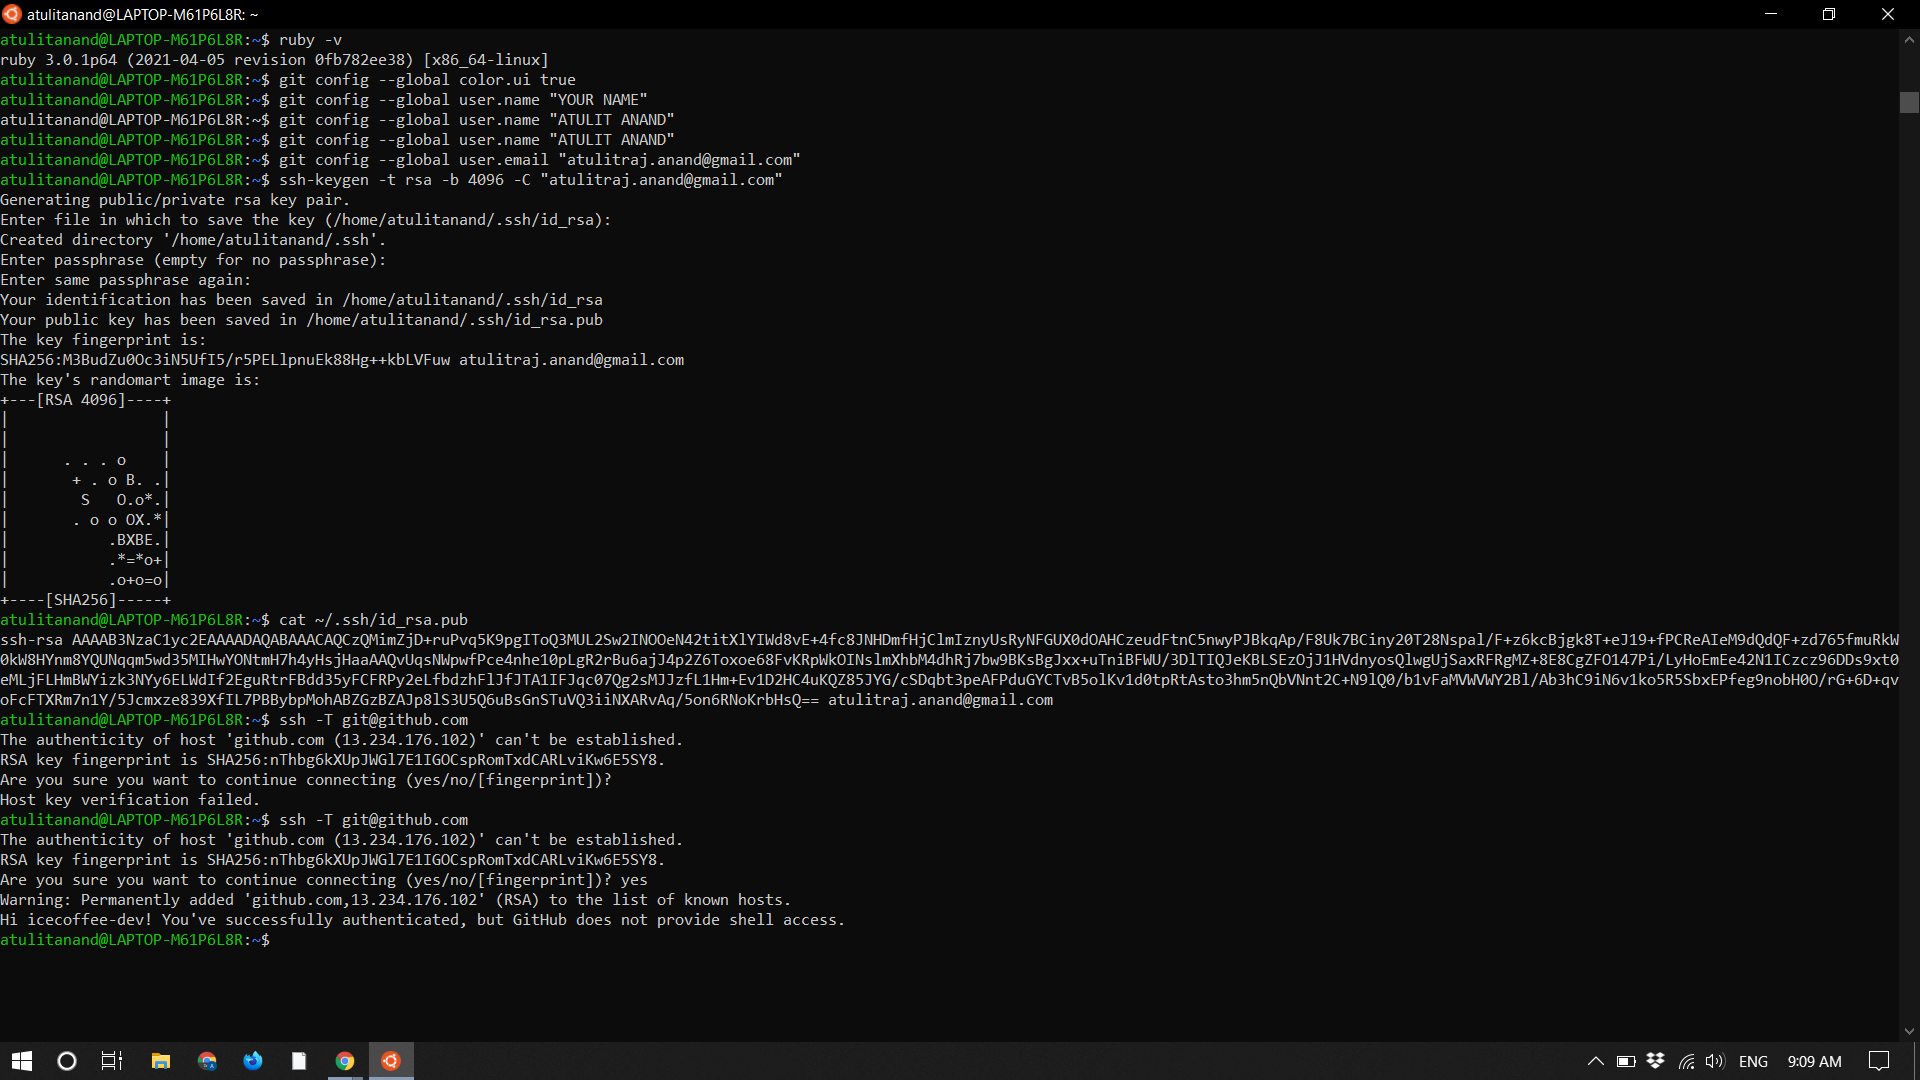 atulitanand@LAPTOP-M61P6L8R: ~
atulitanand@LAPTOP-M61P6L8R:~$ ruby -v
ruby 3.0.1p64 (2021-04-05 revision 0fb782ee38) [x86_64-linux]
atulitanand@LAPTOP-M61P6L8R:~$ git config --global color.ui true
atulitanand@LAPTOP-M61P6L8R:~$ git config --global user.name "YOUR NAME"
atulitanand@LAPTOP-M61P6L8R:~$ git config --global user.name "ATULIT ANAND"
atulitanand@LAPTOP-M61P6L8R:~$ git config --global user.name "ATULIT ANAND"
atulitanand@LAPTOP-M61P6L8R:~$ git config --global user.email "atulitraj.anand@gmail.com"
atulitanand@LAPTOP-M61P6L8R:~$ ssh-keygen -t rsa -b 4096 -C "atulitraj.anand@gmail.com"
Generating public/private rsa key pair.
Enter file in which to save the key (/home/atulitanand/.ssh/id_rsa):
Created directory '/home/atulitanand/.ssh'.
Enter passphrase (empty for no passphrase):
Enter same passphrase again:
Your identification has been saved in /home/atulitanand/.ssh/id_rsa
Your public key has been saved in /home/atulitanand/.ssh/id_rsa.pub
The key fingerprint is:
SHA256:M3BudZu0Oc3iN5UfI5/r5PELlpnuEk88Hg++kbLVFuw atulitraj.anand@gmail.com
The key's randomart image is:
+---[RSA 4096]----+
|                 |
|                 |
|      . . . o    |
|       + . o B. .|
|        S   O.o*.|
|       . o o OX.*|
|           .BXBE.|
|           .*=*o+|
|           .o+o=o|
+----[SHA256]-----+
atulitanand@LAPTOP-M61P6L8R:~$ cat ~/.ssh/id_rsa.pub
ssh-rsa AAAAB3NzaC1yc2EAAAADAQABAAACAQCzQMimZjD+ruPvq5K9pgIToQ3MUL2Sw2INOOeN42titXlYIWd8vE+4fc8JNHDmfHjClmIznyUsRyNFGUX0dOAHCzeudFtnC5nwyPJBkqAp/F8Uk7BCiny20T28Nspal/F+z6kcBjgk8T+eJ19+fPCReAIeM9dQdQF+zd765fmuRkW
0kW8HYnm8YQUNqqm5wd35MIHwYONtmH7h4yHsjHaaAAQvUqsNWpwfPce4nhe10pLgR2rBu6ajJ4p2Z6Toxoe68FvKRpWkOINslmXhbM4dhRj7bw9BKsBgJxx+uTniBFWU/3DlTIQJeKBLSEzOjJ1HVdnyosQlwgUjSaxRFRgMZ+8E8CgZFO147Pi/LyHoEmEe42N1ICzcz96DDs9xt0
eMLjFLHmBWYizk3NYy6ELWdIf2EguRtrFBdd35yFCFRPy2eLfbdzhFlJfJTA1IFJqc07Qg2sMJJzfL1Hm+Ev1D2HC4uKQZ85JYG/cSDqbt3peAFPduGYCTvB5olKv1d0tpRtAsto3hm5nQbVNnt2C+N9lQ0/b1vFaMVWVWY2Bl/Ab3hC9iN6v1ko5R5SbxEPfeg9nobH0O/rG+6D+qv
oFcFTXRm7n1Y/5Jcmxze839XfIL7PBBybpMohABZGzBZAJp8lS3U5Q6uBsGnSTuVQ3iiNXARvAq/5on6RNoKrbHsQ== atulitraj.anand@gmail.com
atulitanand@LAPTOP-M61P6L8R:~$ ssh -T git@github.com
The authenticity of host 'github.com (13.234.176.102)' can't be established.
RSA key fingerprint is SHA256:nThbg6kXUpJWGl7E1IGOCspRomTxdCARLviKw6E5SY8.
Are you sure you want to continue connecting (yes/no/[fingerprint])?
Host key verification failed.
atulitanand@LAPTOP-M61P6L8R:~$ ssh -T git@github.com
The authenticity of host 'github.com (13.234.176.102)' can't be established.
RSA key fingerprint is SHA256:nThbg6kXUpJWGl7E1IGOCspRomTxdCARLviKw6E5SY8.
Are you sure you want to continue connecting (yes/no/[fingerprint])? yes
Warning: Permanently added 'github.com,13.234.176.102' (RSA) to the list of known hosts.
Hi icecoffee-dev! You've successfully authenticated, but GitHub does not provide shell access.
atulitanand@LAPTOP-M61P6L8R:~$
ENG 9:09 AM